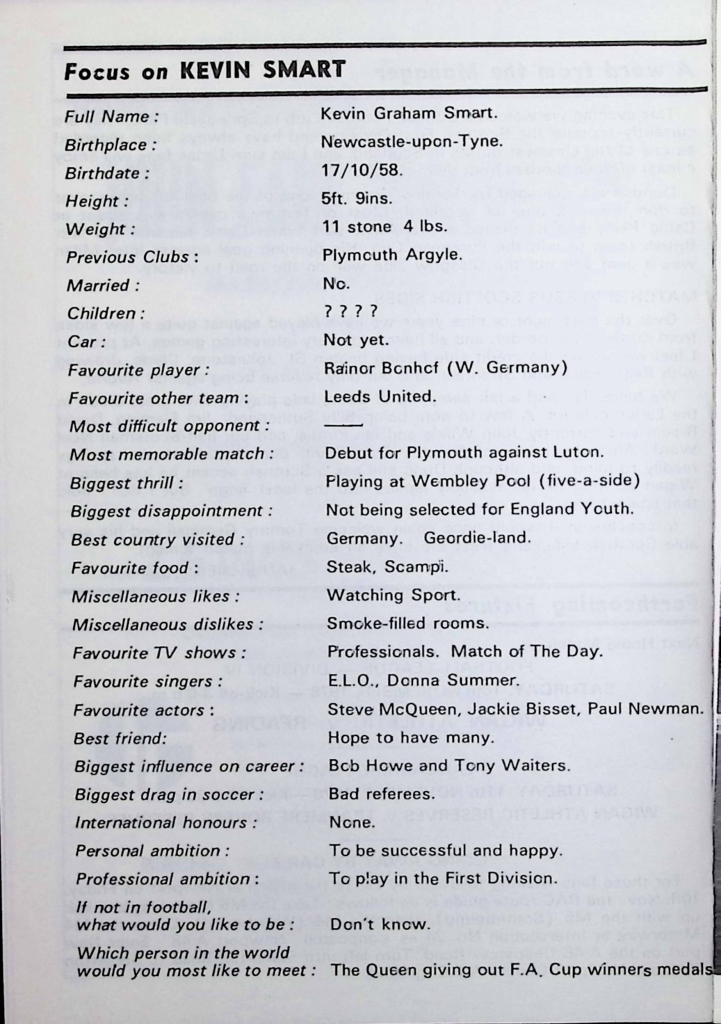 Focus on KEVIN SMART
Full Name : Kevin Graham Smart.
Birthplace : Newcastle-upon-Tyne.
Birthdate : 17/10/58.
Height : 5ft. 9ins.
Weight : 11 stone 4 lbs.
Previous Clubs : Plymouth Argyle.
Married : No.
Children : ? ? ? ?
Car : Not yet.
Favourite player : Rainor Bonhof (W. Germany)
Favourite other team : Leeds United.
Most difficult opponent : ——
Most memorable match : Debut for Plymouth against Luton.
Biggest thrill : Playing at Wembley Pool (five-a-side)
Biggest disappointment : Not being selected for England Youth.
Best country visited : Germany. Geordie-land.
Favourite food : Steak, Scampi.
Miscellaneous likes : Watching Sport.
Miscellaneous dislikes : Smoke-filled rooms.
Favourite TV shows : Professionals. Match of The Day.
Favourite singers : E.L.O., Donna Summer.
Favourite actors : Steve McQueen, Jackie Bisset, Paul Newman.
Best friend: Hope to have many.
Biggest influence on career : Bob Howe and Tony Waiters.
Biggest drag in soccer : Bad referees.
International honours : None.
Personal ambition : To be successful and happy.
Professional ambition : To play in the First Division.
If not in football,
what would you like to be : Don't know.
Which person in the world
would you most like to meet : The Queen giving out F.A. Cup winners medals